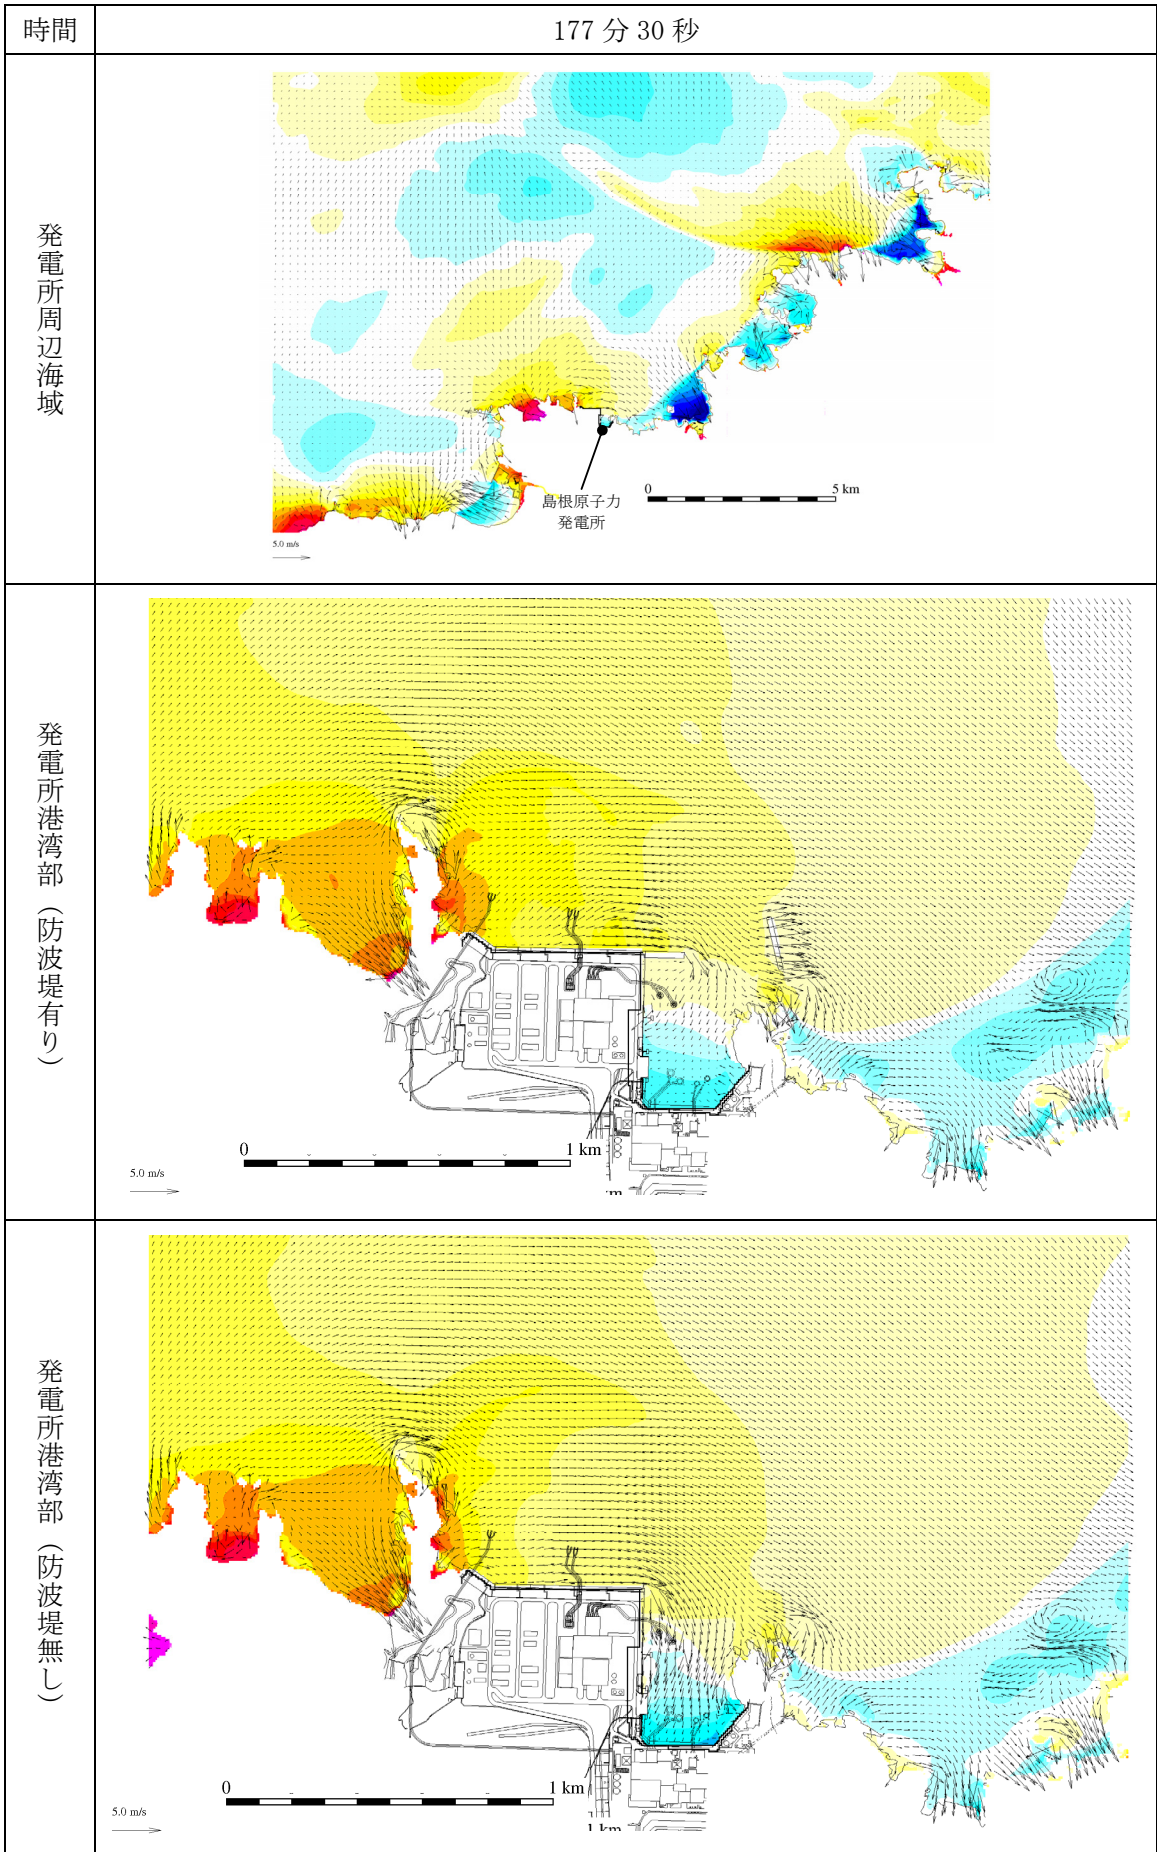 時間
177 分 30 秒
発電所周辺海域
島根原子力
発電所
0
5 km
5.0 m/s
発電所港湾部（防波堤有り）
0
1 km
5.0 m/s
発電所港湾部（防波堤無し）
0
1 km
5.0 m/s
1 km